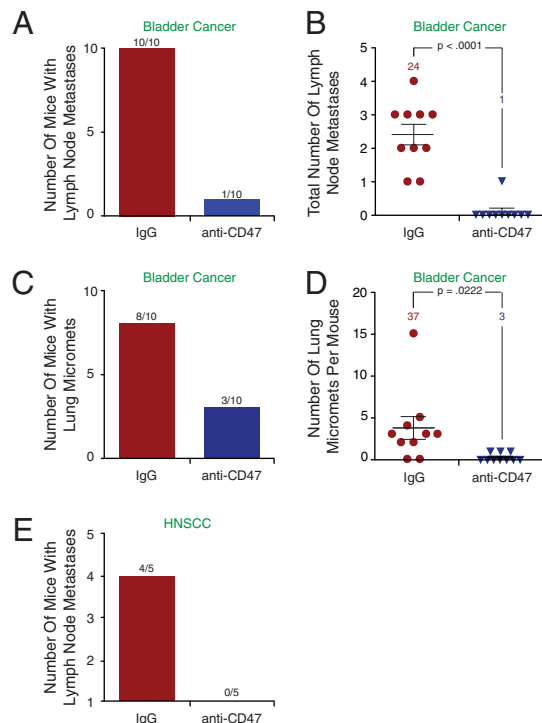 A
Bladder Cancer
Number Of Mice With
Lymph Node Metastases
10
5
0
10/10
1/10
IgG
anti-CD47
B
Bladder Cancer
p < .0001
Total Number Of Lymph
Node Metastases
5
4
3
2
1
0
24
1
IgG
anti-CD47
C
Number Of Mice With
Lung Micromets
10
5
0
8/10
3/10
IgG
anti-CD47
D
Bladder Cancer
p = .0222
Number Of Lung
Micromets Per Mouse
20
15
10
5
0
37
3
IgG
anti-CD47
E
HNSCC
Number Of Mice With
Lymph Node Metastases
5
4
3
2
1
4/5
0/5
IgG
anti-CD47